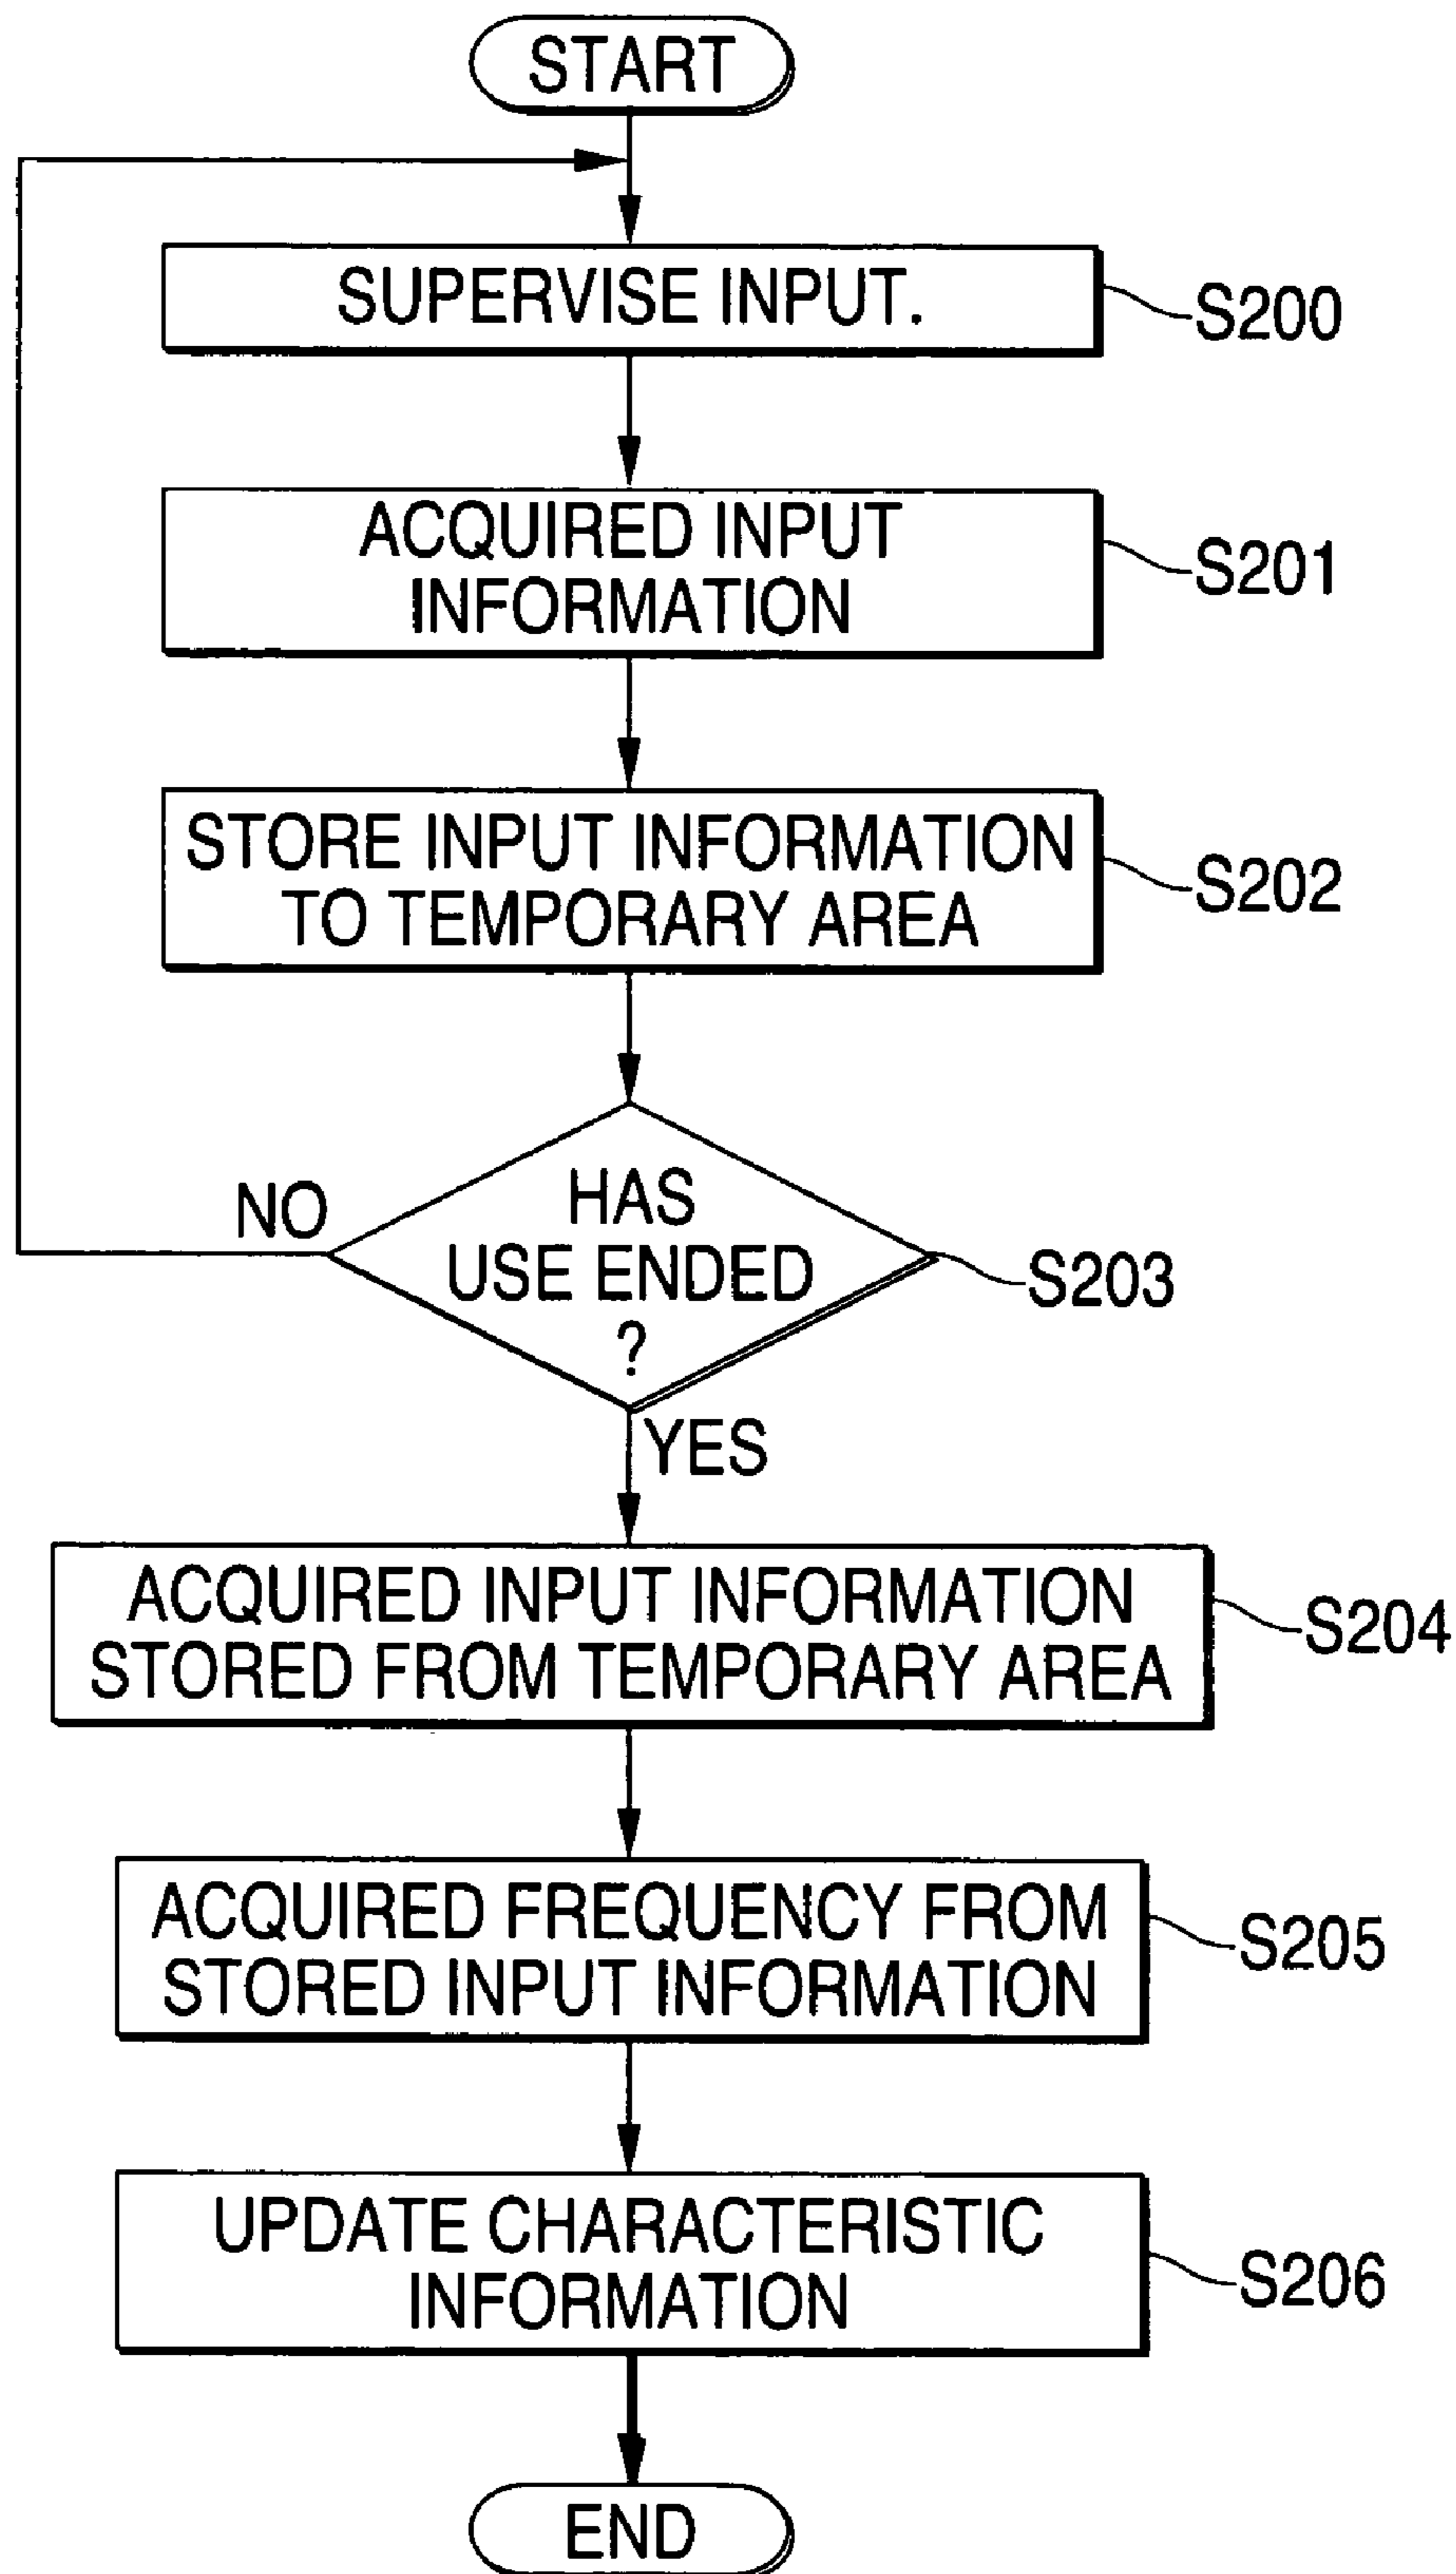 START
SUPERVISE INPUT.
S200
ACQUIRED INPUT
INFORMATION
S201
STORE INPUT INFORMATION
TO TEMPORARY AREA
S202
NO
HAS
USE ENDED
?
S203
YES
ACQUIRED INPUT INFORMATION
STORED FROM TEMPORARY AREA
S204
ACQUIRED FREQUENCY FROM
STORED INPUT INFORMATION
S205
UPDATE CHARACTERISTIC
INFORMATION
S206
END